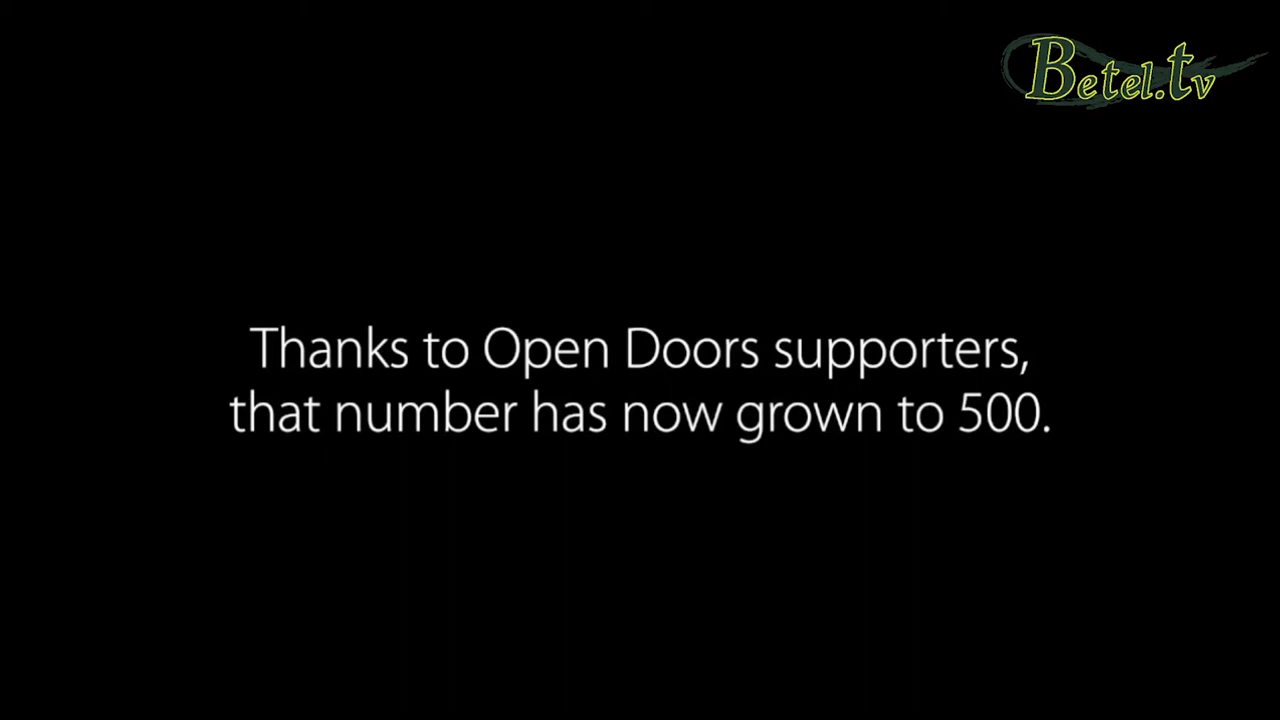 Betel.tv
Thanks to Open Doors supporters,
that number has now grown to 500.